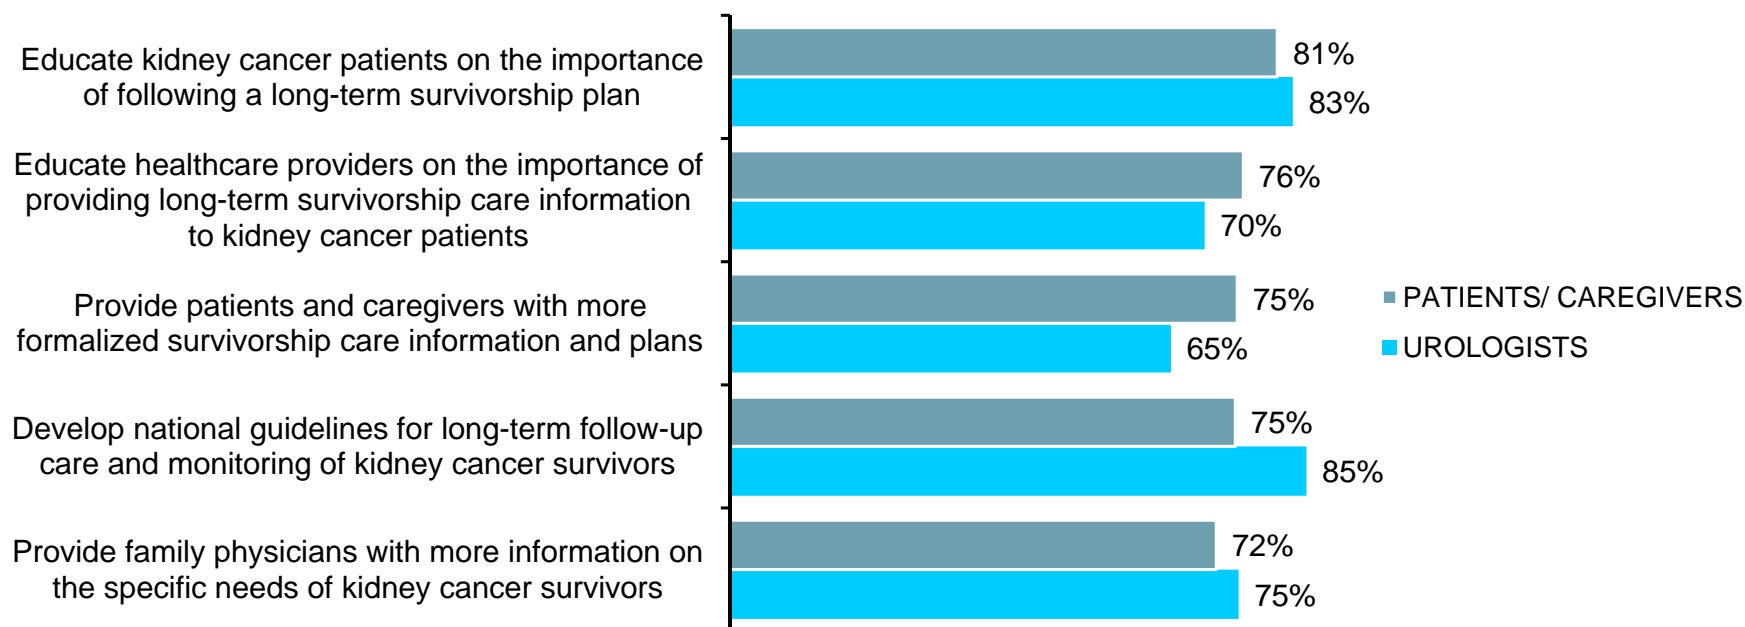 Educate kidney cancer patients on the importance
of following a long-term survivorship plan
81%
83%
Educate healthcare providers on the importance of
providing long-term survivorship care information
to kidney cancer patients
76%
70%
Provide patients and caregivers with more
formalized survivorship care information and plans
75%
65%
Develop national guidelines for long-term follow-up
care and monitoring of kidney cancer survivors
75%
85%
Provide family physicians with more information on
the specific needs of kidney cancer survivors
72%
75%
PATIENTS/ CAREGIVERS
UROLOGISTS